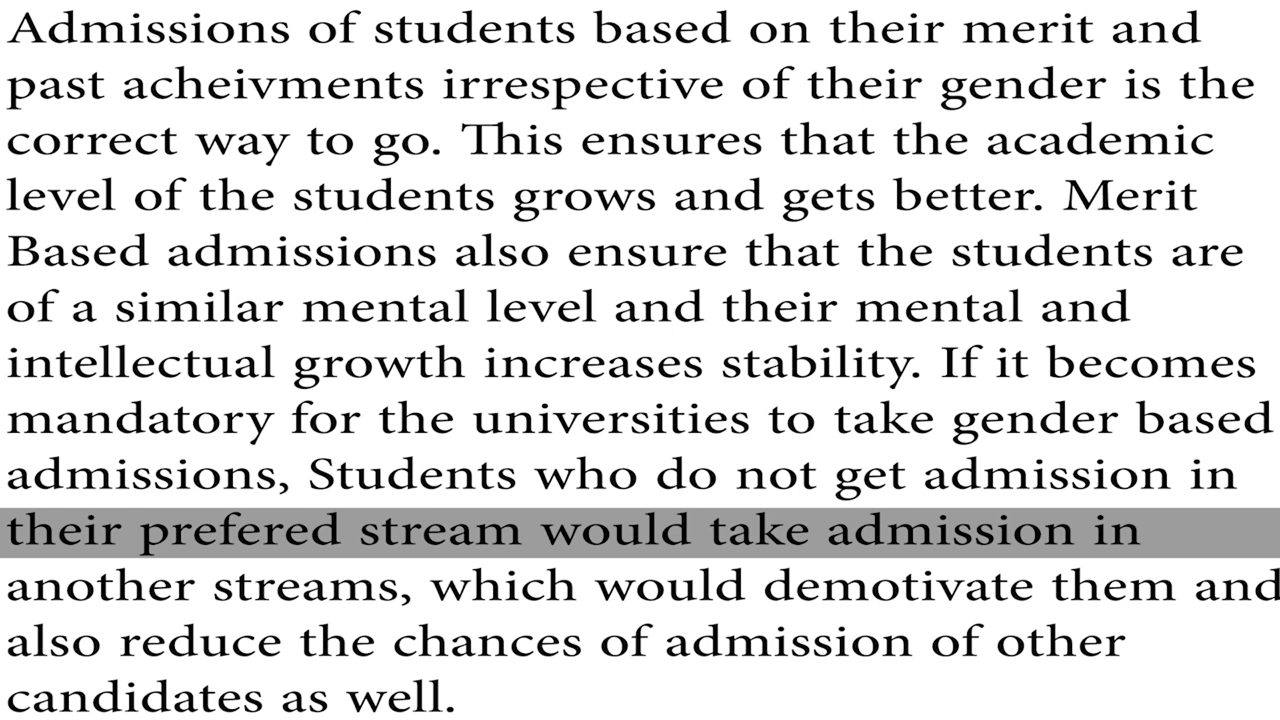 Admissions of students based on their merit and
past acheivments irrespective of their gender is the
correct way to go. This ensures that the academic
level of the students grows and gets better. Merit
Based admissions also ensure that the students are
of a similar mental level and their mental and
intellectual growth increases stability. If it becomes
mandatory for the universities to take gender based
admissions, Students who do not get admission in
their prefered stream would take admission in
another streams, which would demotivate them and
also reduce the chances of admission of other
candidates as well.